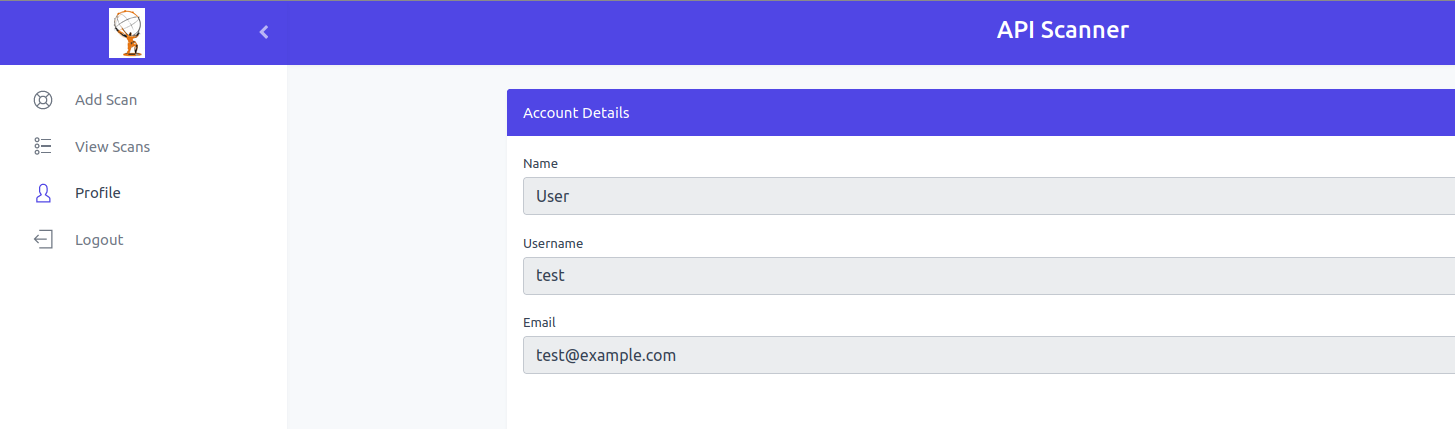 API Scanner
Add Scan
View Scans
Profile
Logout
Account Details
Name
User
Username
test
Email
test@example.com